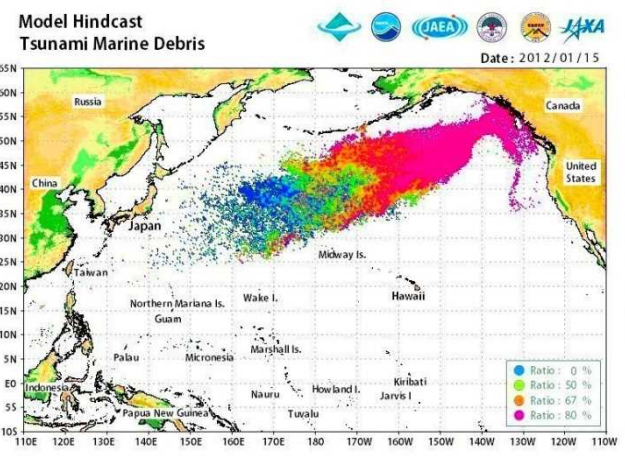 Model Hindcast
Tsunami Marine Debris
JAEA
JAXA
Date : 2012/01/15
65N
60N
55N
50N
45N
40N
35N
30N
25N
20N
15N
10N
5N
E0
5S
10S
Russia
Canada
China
United
States
Japan
Midway Is.
Taiwan
Hawaii
Northern Mariana Is.
Wake I.
Guam
Palau
Micronesia
Marshall Is.
Indonesia
Nauru
Howland I.
Kiribati
Jarvis I
Papua New Guinea
Tuvalu
Ratio : 0 %
Ratio : 50 %
Ratio : 67 %
Ratio : 80 %
110E 120E 130E 140E 150E 160E 170E 180 170W 160W 150W 140W 130W 120W 110W